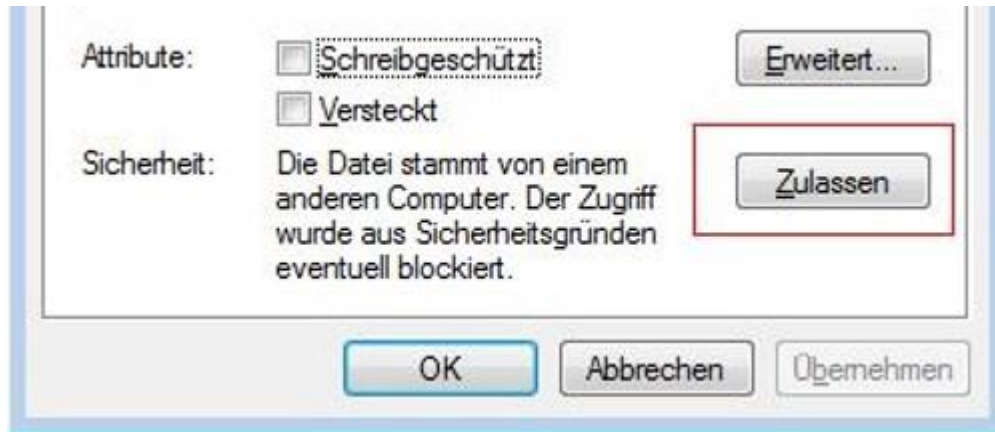 Attribute: Schreibgeschützt Erweitert...
Versteckt
Sicherheit: Die Datei stammt von einem
anderen Computer. Der Zugriff Zulassen
wurde aus Sicherheitsgründen
eventuell blockiert.
OK Abbrechen Übernehmen